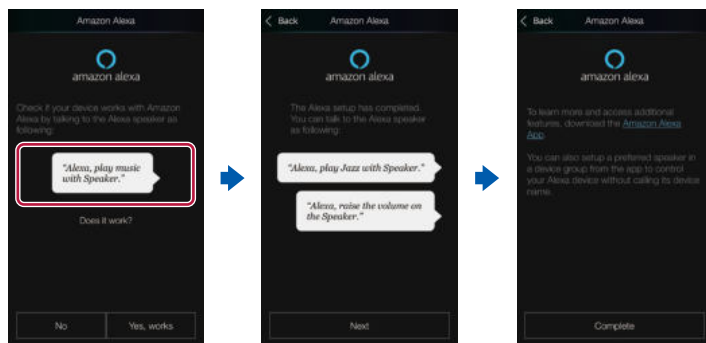 Amazon Alexa
amazon alexa
Check if your device works with Amazon
Alexa by talking to the Alexa speaker as
following:
"Alexa, play music
with Speaker."
Does it work?
No
Yes, works
Back
Amazon Alexa
amazon alexa
The Alexa setup has completed.
You can talk to the Alexa speaker
as following:
"Alexa, play Jazz with Speaker."
"Alexa, raise the volume on
the Speaker."
Next
Back
Amazon Alexa
amazon alexa
To learn more and access additional
features, download the Amazon Alexa
App.
You can also setup a preferred speaker in
a device group from the app to control
your Alexa device without calling its device
name.
Complete